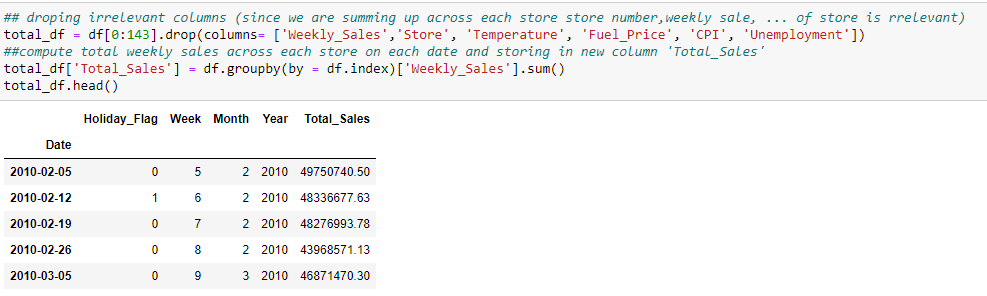 ## droping irrelevant columns (since we are summing up across each store store number,weekly sale, ... of store is rrelevant)
total_df = df[0:143].drop(columns= ['Weekly_Sales','Store', 'Temperature', 'Fuel_Price', 'CPI', 'Unemployment'])
##compute total weekly sales across each store on each date and storing in new column 'Total_Sales'
total_df['Total_Sales'] = df.groupby(by = df.index)['Weekly_Sales'].sum()
total_df.head()
Holiday_Flag Week Month Year Total_Sales
Date
2010-02-05 0 5 2 2010 49750740.50
2010-02-12 1 6 2 2010 48336677.63
2010-02-19 0 7 2 2010 48276993.78
2010-02-26 0 8 2 2010 43968571.13
2010-03-05 0 9 3 2010 46871470.30